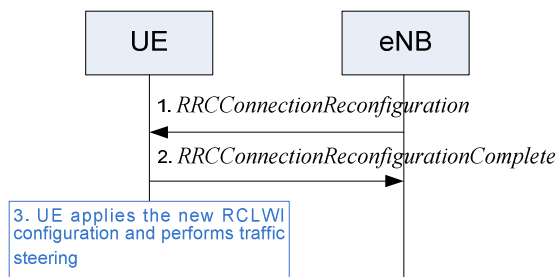 UE
eNB
1. RRCConnectionReconfiguration
2. RRCConnectionReconfigurationComplete
3. UE applies the new RCLWI
configuration and performs traffic
steering